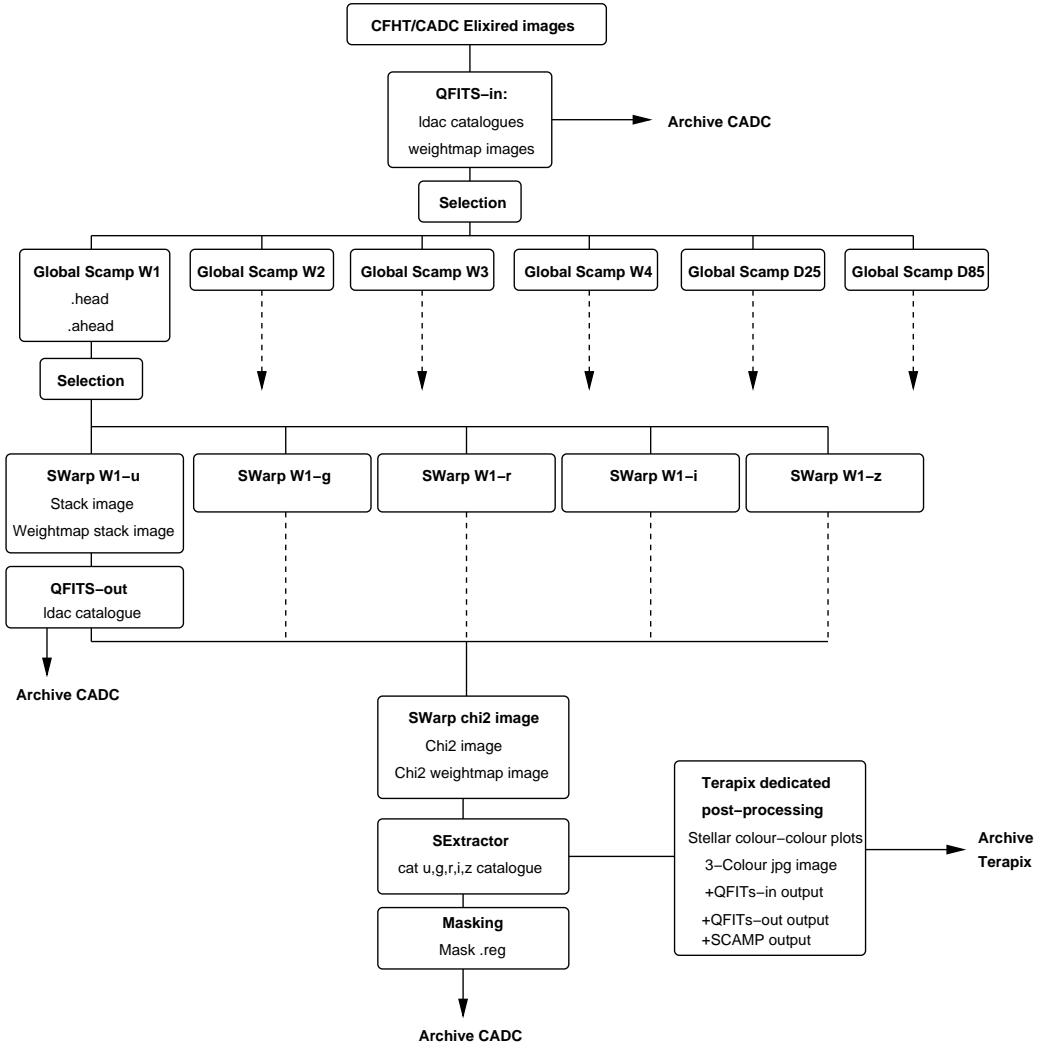 CFHT/CADC Elixired images
QFITS−in:
ldac catalogues
weightmap images
Archive CADC
Selection
Global Scamp W1
.head
.ahead
Global Scamp W2
Global Scamp W3
Global Scamp W4
Global Scamp D25
Global Scamp D85
Selection
SWarp W1−u
Stack image
Weightmap stack image
SWarp W1−g
SWarp W1−r
SWarp W1−i
SWarp W1−z
QFITS−out
ldac catalogue
Archive CADC
SWarp chi2 image
Chi2 image
Chi2 weightmap image
SExtractor
cat u,g,r,i,z catalogue
Terapix dedicated
post−processing
Stellar colour−colour plots
3−Colour jpg image
+QFITs−in output
+QFITs−out output
+SCAMP output
Archive
Terapix
Masking
Mask .reg
Archive CADC